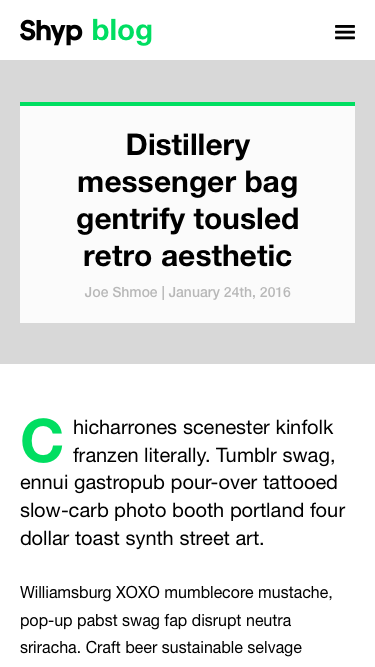 Shyp blog
Distillery
messenger bag
gentrify tousled
retro aesthetic
Joe Shmoe | January 24th, 2016
Chicharrones scenester kinfolk
franzen literally. Tumblr swag,
ennui gastropub pour-over tattooed
slow-carb photo booth portland four
dollar toast synth street art.
Williamsburg XOXO mumblecore mustache,
pop-up pabst swag fap disrupt neutra
sriracha. Craft beer sustainable selvage